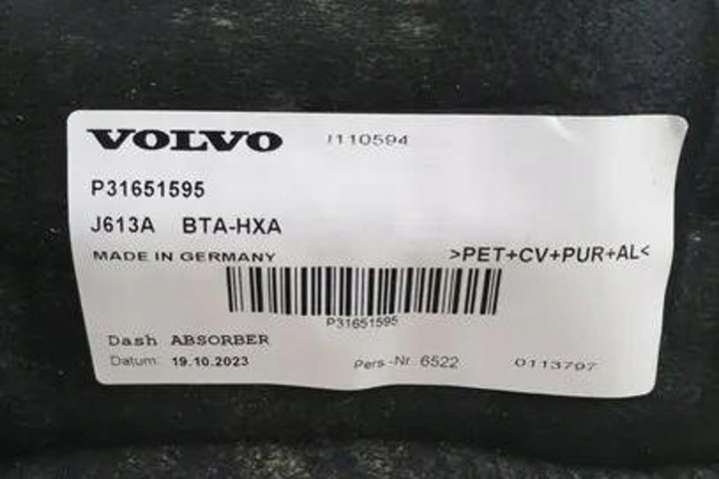 VOLVO
J110594
P31651595
J613A BTA-HXA
MADE IN GERMANY
>PET+CV+PUR+AL<
P31651595
Dash ABSORBER
Datum: 19.10.2023 Pers-Nr. 6522 0113797